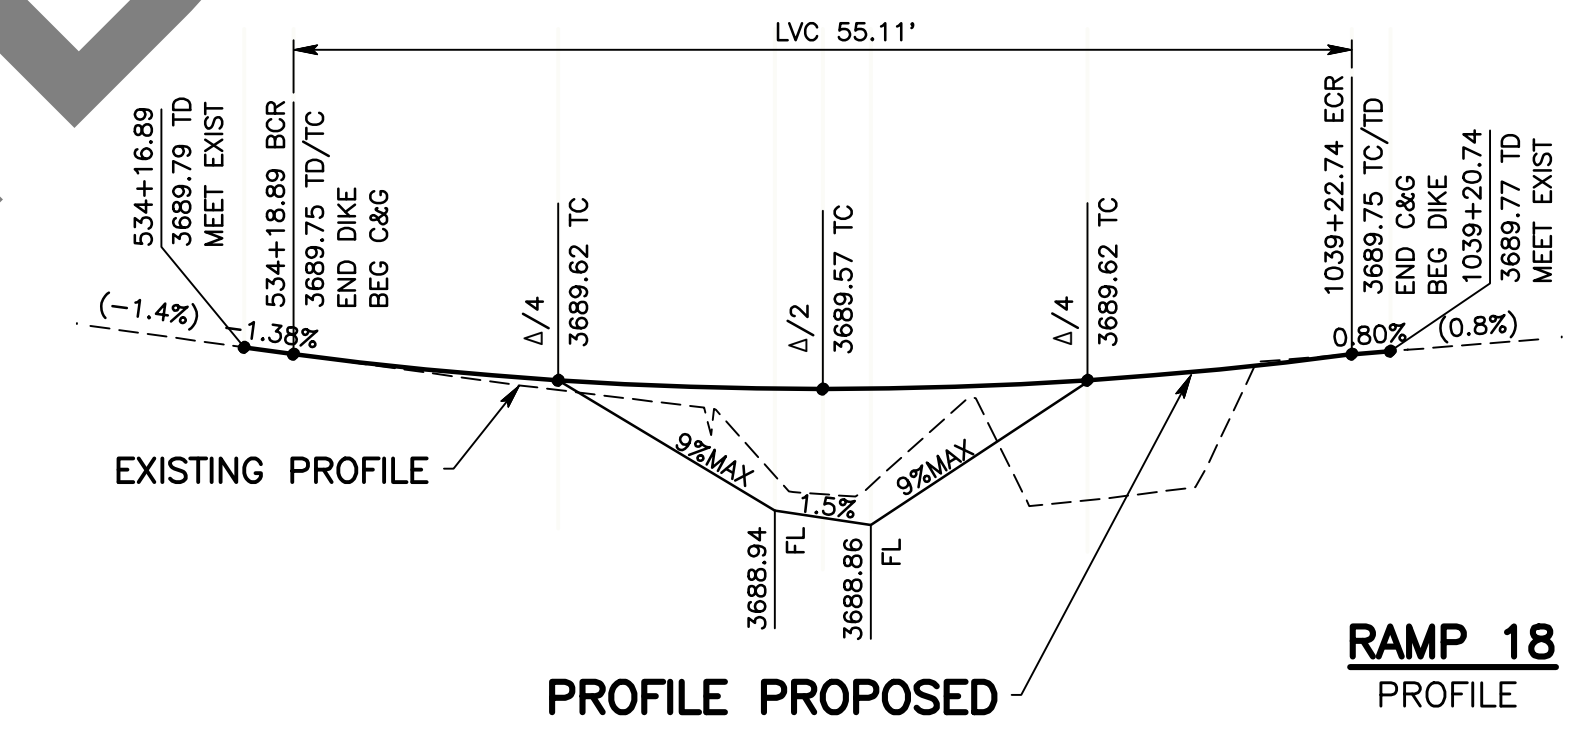 LVC 55.11'
534+16.89
3689.79 TD
MEET EXIST
534+18.89 BCR
3689.75 TD/TC
END DIKE
BEG C&G
Δ/4
3689.62 TC
Δ/2
3689.57 TC
Δ/4
3689.62 TC
1039+22.74 ECR
3689.75 TC/TD
END C&G
BEG DIKE
1039+20.74
3689.77 TD
MEET EXIST
(-1.4%)
-1.38%
0.80%
(0.8%)
EXISTING PROFILE
9%MAX
1.5%
9%MAX
3688.94
FL
3688.86
FL
PROFILE PROPOSED
RAMP 18
PROFILE